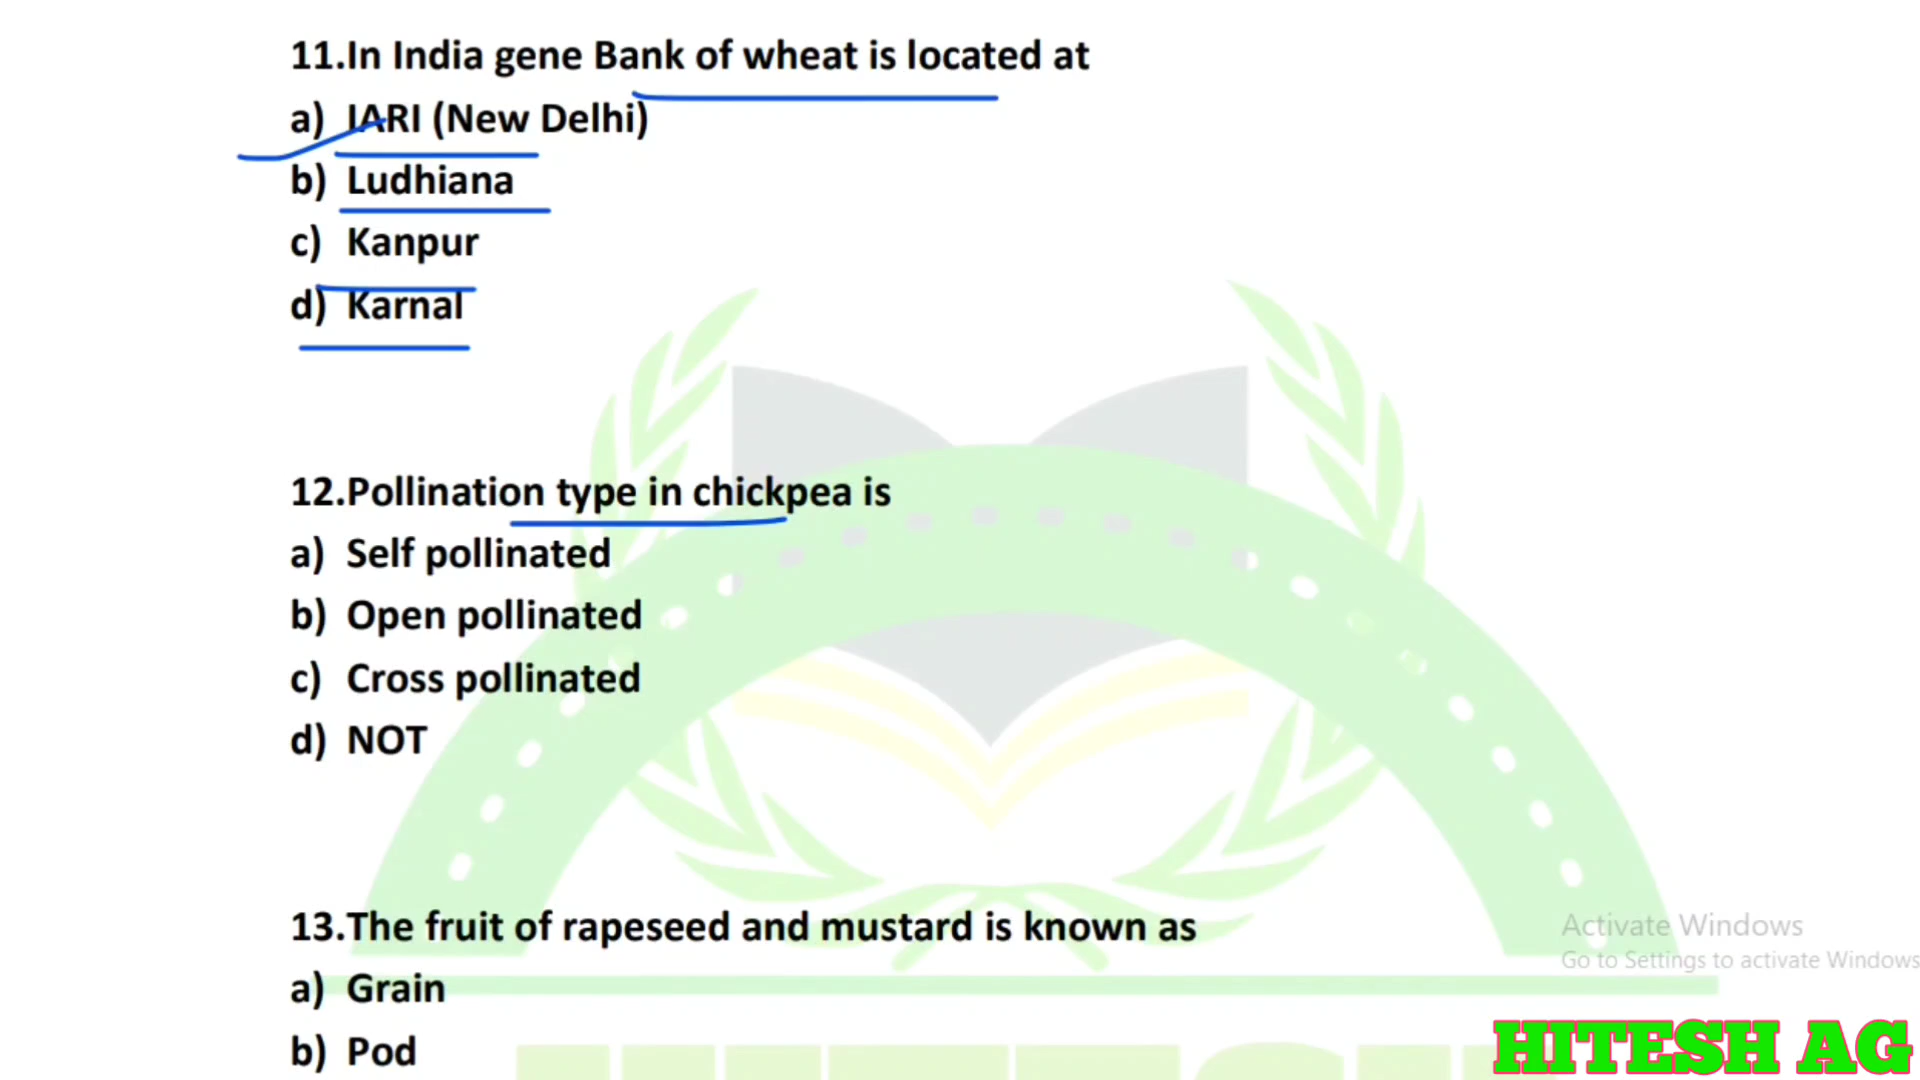 11.In India gene Bank of wheat is located at
a) IARI (New Delhi)
b) Ludhiana
c) Kanpur
d) Karnal
12.Pollination type in chickpea is
a) Self pollinated
b) Open pollinated
c) Cross pollinated
d) NOT
13.The fruit of rapeseed and mustard is known as
a) Grain
b) Pod
Activate Windows
Go to Settings to activate Windows
HITESH AG